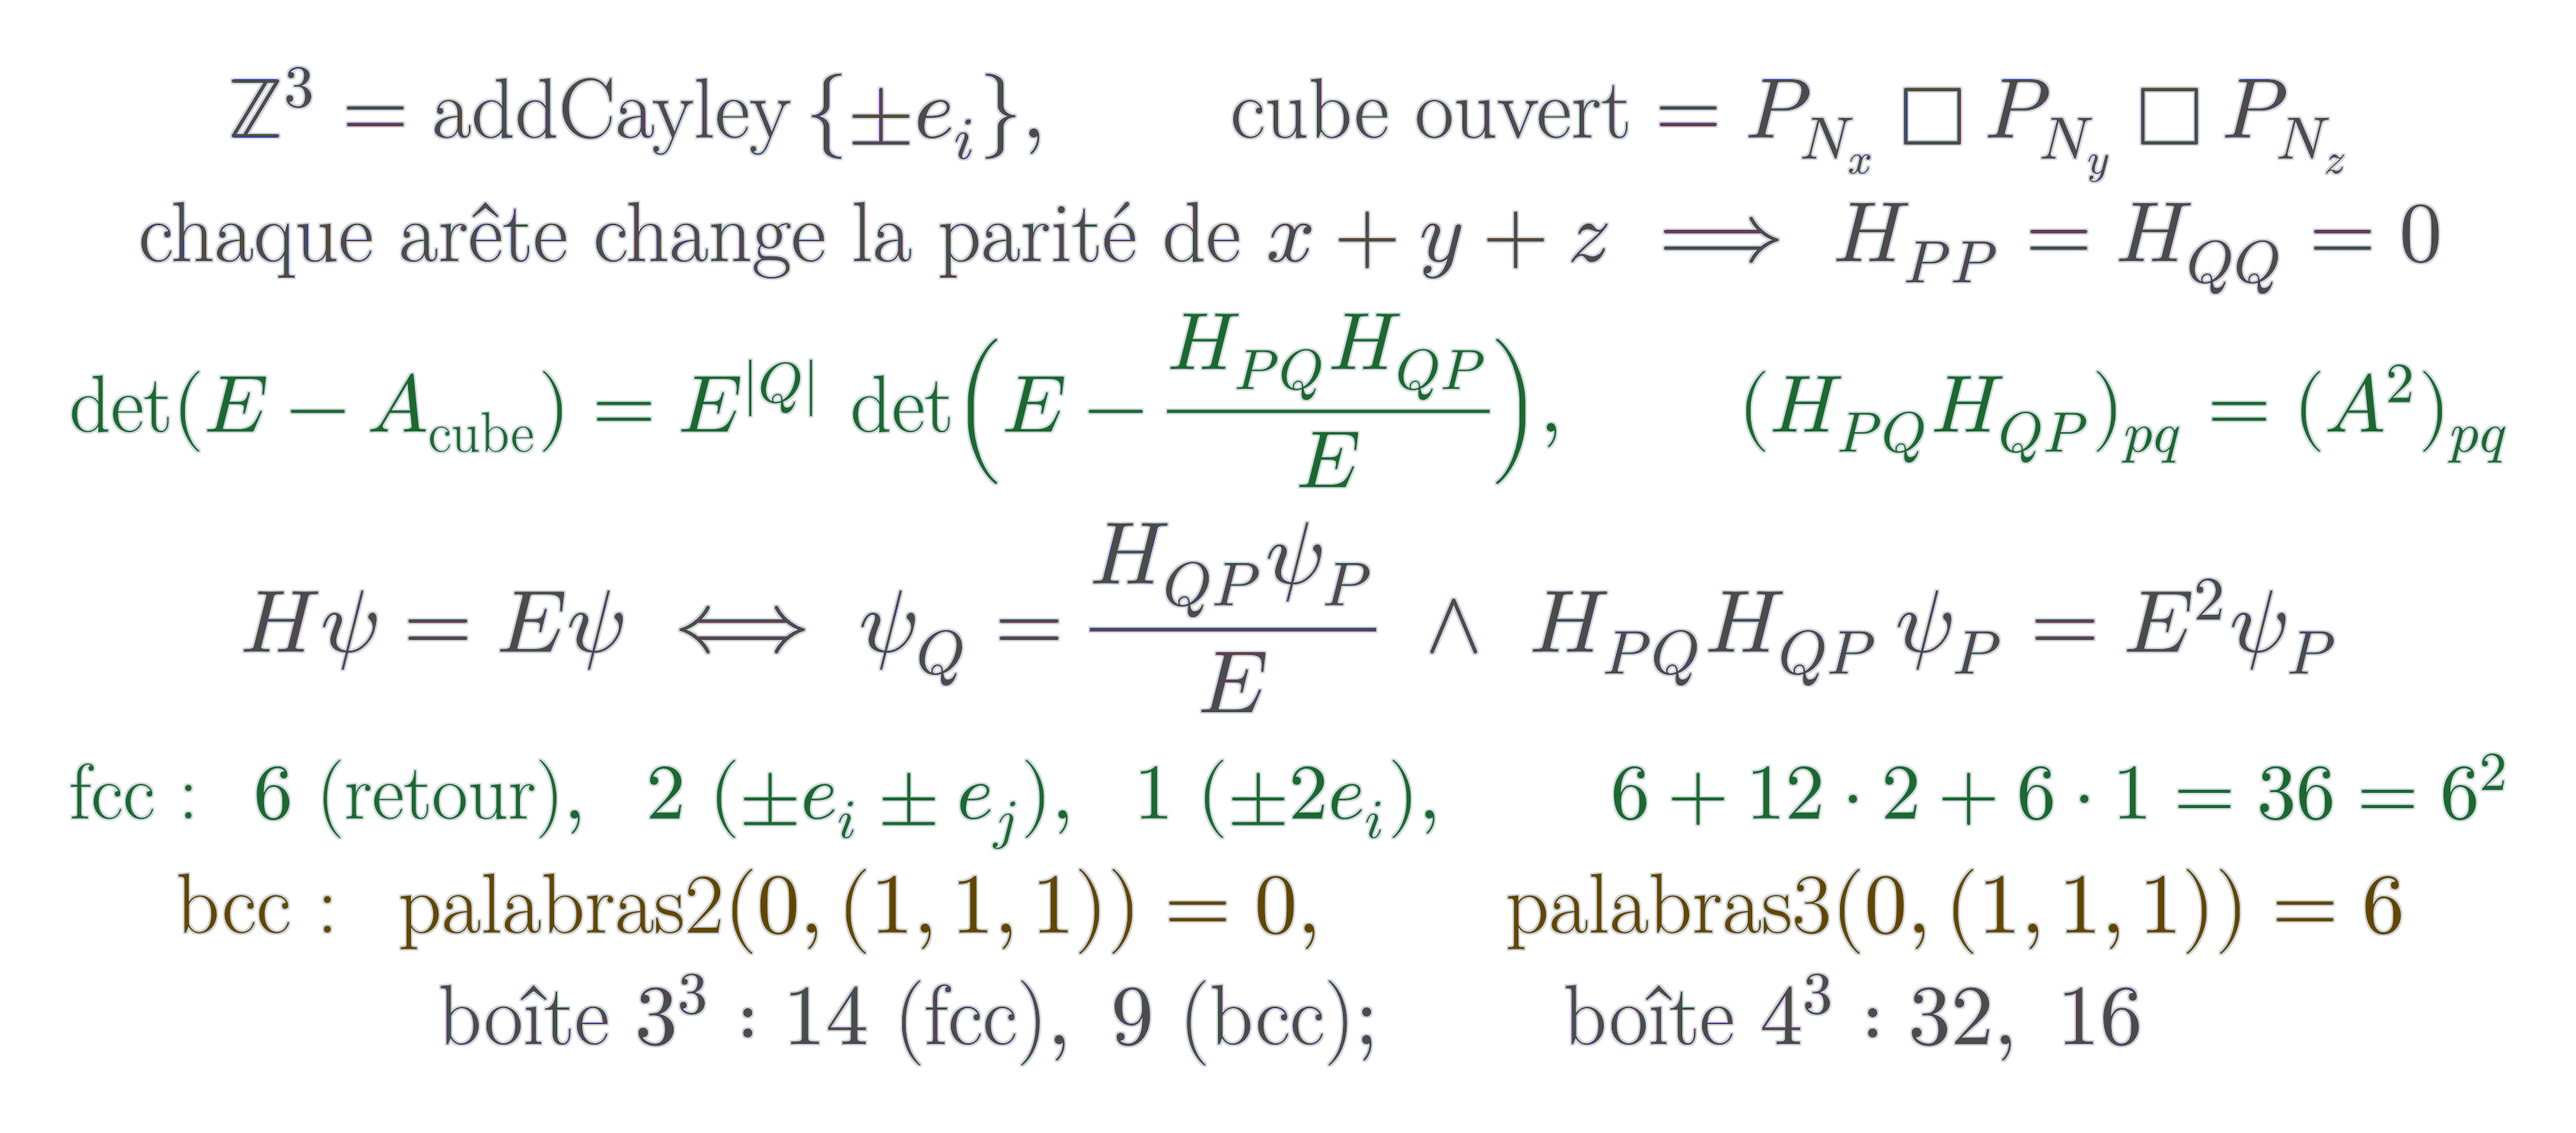 ℤ³ = addCayley {±e_i}, cube ouvert = P_{N_x} □ P_{N_y} □ P_{N_z}
chaque arête change la parité de x + y + z ⟹ H_{PP} = H_{QQ} = 0
det(E − A_{cube}) = E^{|Q|} det(E − \frac{H_{PQ}H_{QP}}{E}), (H_{PQ}H_{QP})_{pq} = (A²)_{pq}
Hψ = Eψ ⟺ ψ_Q = \frac{H_{QP}ψ_P}{E} ∧ H_{PQ}H_{QP} ψ_P = E²ψ_P
fcc : 6 (retour), 2 (±e_i ± e_j), 1 (±2e_i), 6 + 12 · 2 + 6 · 1 = 36 = 6²
bcc : palabras2(0, (1, 1, 1)) = 0, palabras3(0, (1, 1, 1)) = 6
boîte 3³ : 14 (fcc), 9 (bcc); boîte 4³ : 32, 16